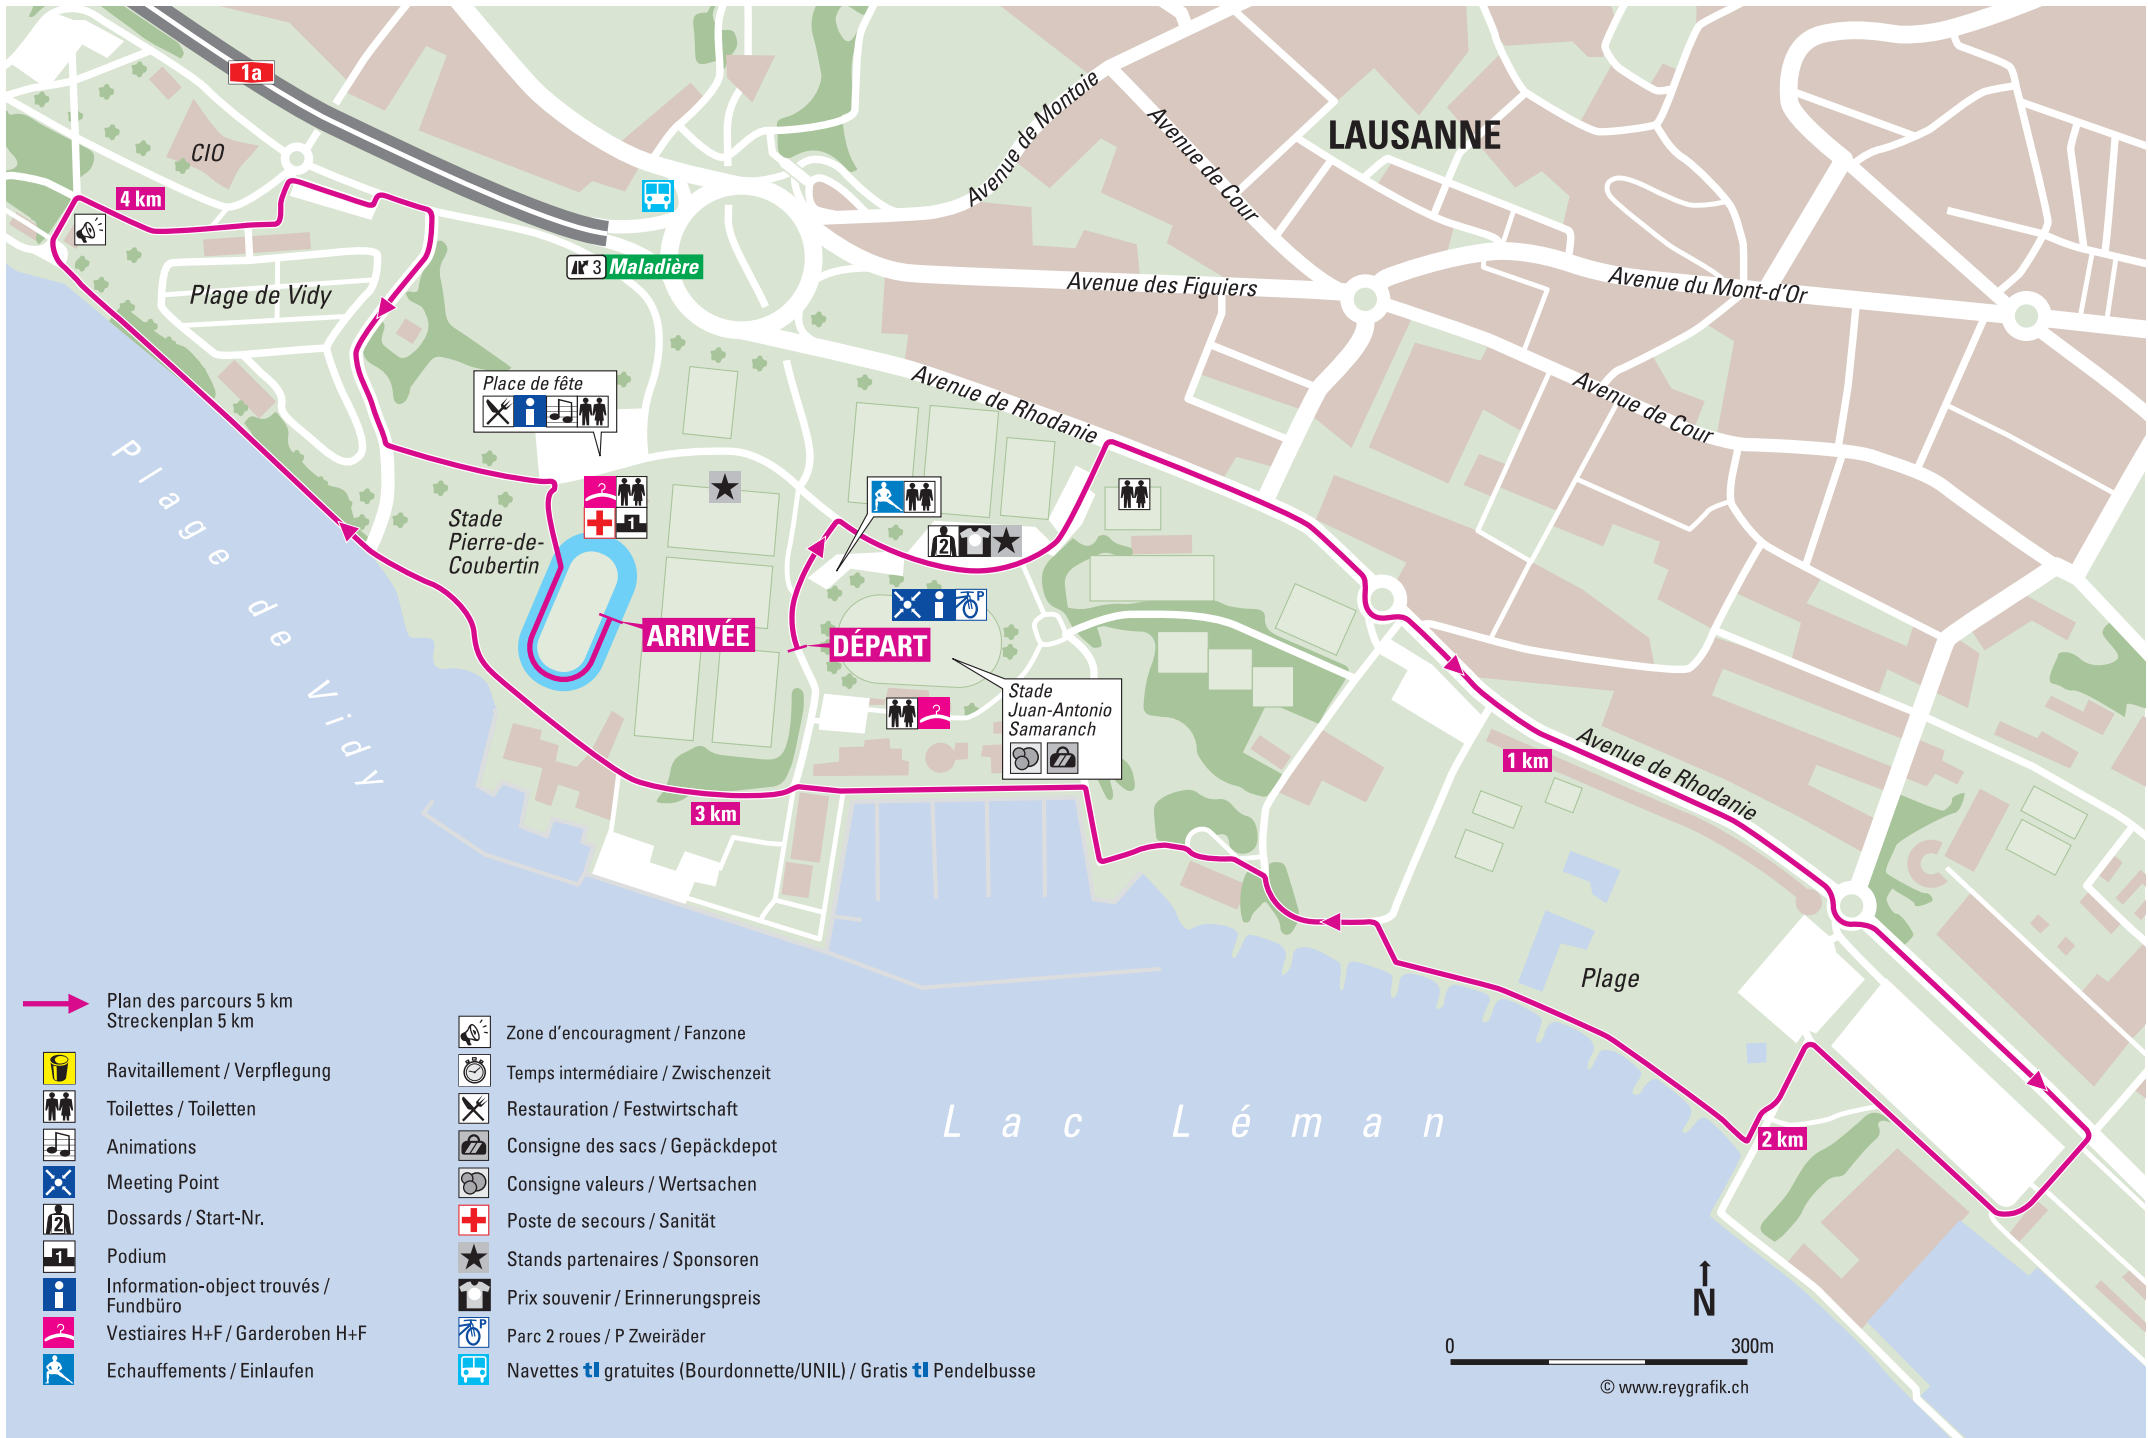 1a
CIO
4 km
Plage de Vidy
3 Maladière
Avenue de Montoie
Avenue de Cour
LAUSANNE
Avenue des Figuiers
Avenue du Mont-d'Or
Avenue de Rhodanie
Avenue de Cour
Place de fête
i
Stade
Pierre-de-
Coubertin
1
2
i
P
ARRIVÉE
DÉPART
Stade
Juan-Antonio
Samaranch
Plage de Vidy
3 km
1 km
Avenue de Rhodanie
Plage
2 km
Lac Léman
Plan des parcours 5 km
Streckenplan 5 km
Ravitaillement / Verpflegung
Toilettes / Toiletten
Animations
Meeting Point
2 Dossards / Start-Nr.
1 Podium
i Information-object trouvés /
Fundbüro
Vestiaires H+F / Garderoben H+F
Echauffements / Einlaufen
Zone d'encouragment / Fanzone
Temps intermédiaire / Zwischenzeit
Restauration / Festwirtschaft
Consigne des sacs / Gepäckdepot
Consigne valeurs / Wertsachen
Poste de secours / Sanität
Stands partenaires / Sponsoren
Prix souvenir / Erinnerungspreis
P Parc 2 roues / P Zweiräder
Navettes tl gratuites (Bourdonnette/UNIL) / Gratis tl Pendelbusse
N
0 300m
© www.reygrafik.ch